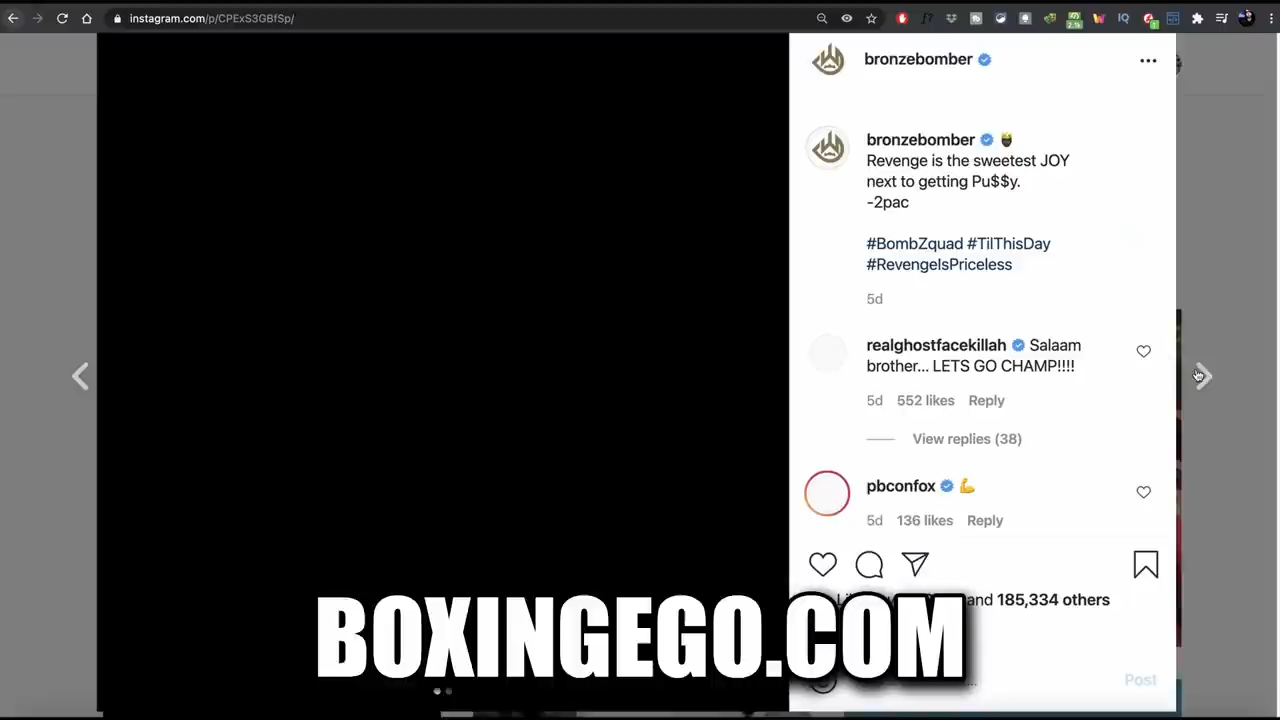 instagram.com/p/CPExS3GBfSp/
bronzebomber
bronzebomber
Revenge is the sweetest JOY
next to getting Pu$$y.
-2pac
#BombZquad #TilThisDay
#RevengeIsPriceless
5d
realghostfacekillah Salaam
brother... LETS GO CHAMP!!!!
5d 552 likes Reply
View replies (38)
pbconfox 💪
5d 136 likes Reply
and 185,334 others
BOXINGEGO.COM
Post